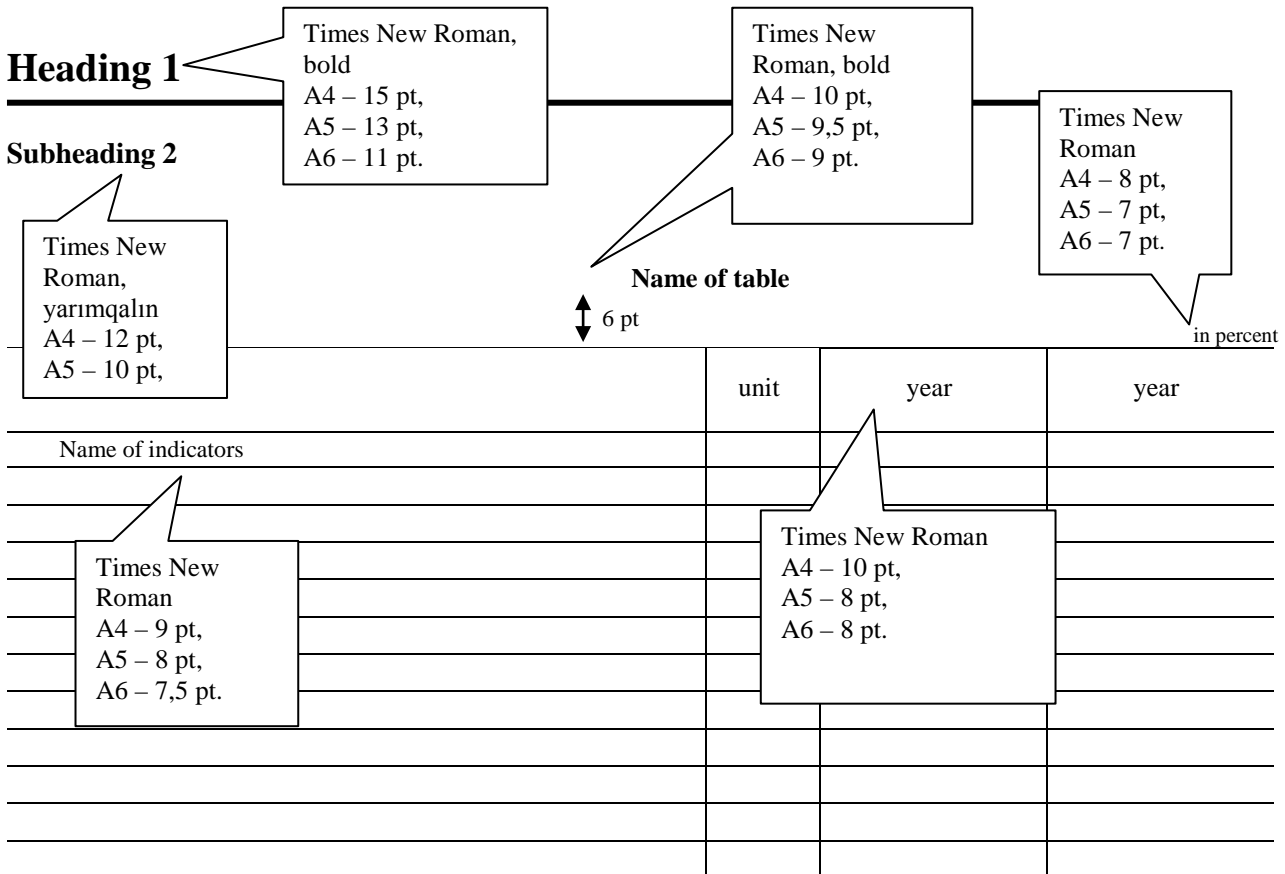 Heading 1
Times New Roman,
bold
A4 – 15 pt,
A5 – 13 pt,
A6 – 11 pt.
Times New
Roman, bold
A4 – 10 pt,
A5 – 9,5 pt,
A6 – 9 pt.
Times New
Roman
A4 – 8 pt,
A5 – 7 pt,
A6 – 7 pt.
Subheading 2
Times New
Roman,
yarımqalın
A4 – 12 pt,
A5 – 10 pt,
Name of table
6 pt
in percent
unit
year
year
Name of indicators
Times New
Roman
A4 – 9 pt,
A5 – 8 pt,
A6 – 7,5 pt.
Times New Roman
A4 – 10 pt,
A5 – 8 pt,
A6 – 8 pt.